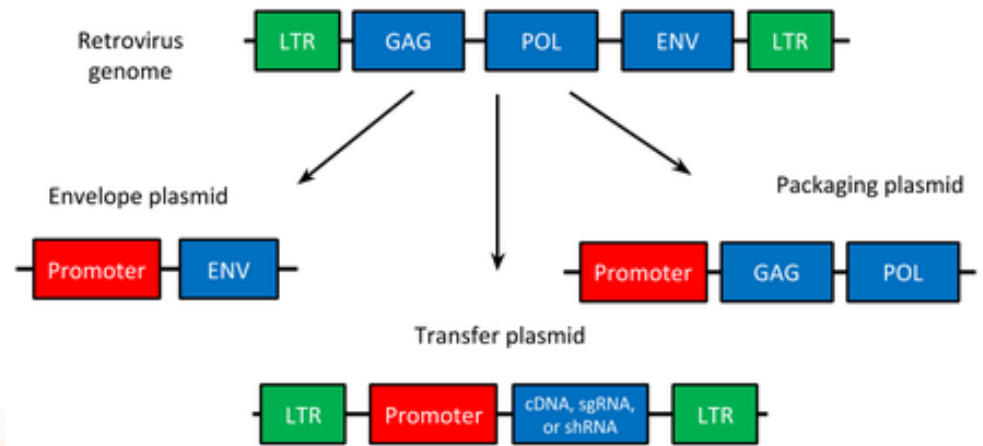 Retrovirus
genome
LTR GAG POL ENV LTR
Envelope plasmid
Packaging plasmid
Promoter ENV
Promoter GAG POL
Transfer plasmid
LTR Promoter cDNA, sgRNA, LTR
or shRNA